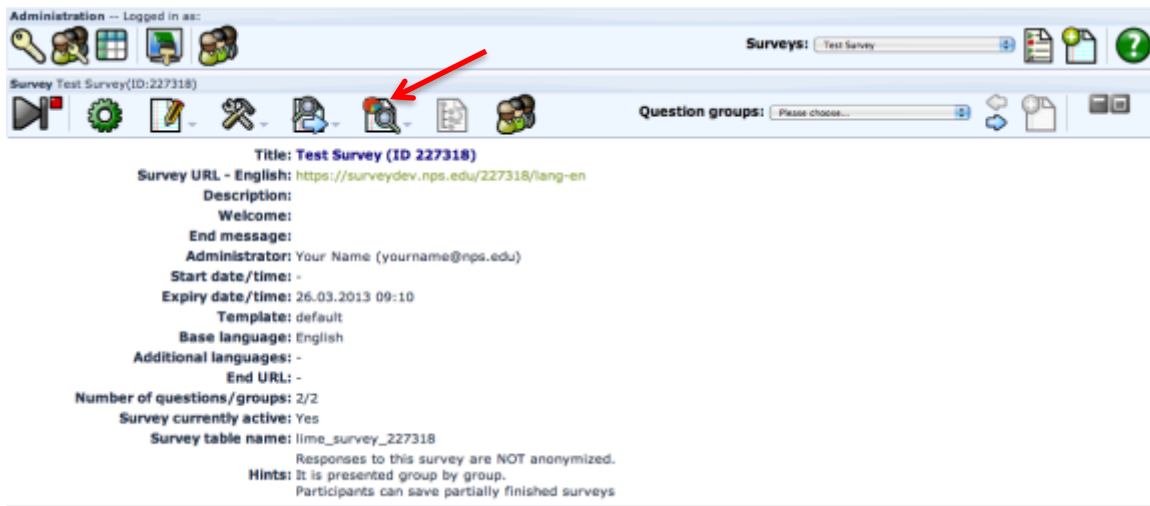 Administration -- Logged in as:
Surveys: Test Survey
Survey Test Survey(ID:227318)
Question groups: Please choose...
Title: Test Survey (ID 227318)
Survey URL - English: https://surveydev.nps.edu/227318/lang-en
Description:
Welcome:
End message:
Administrator: Your Name (yourname@nps.edu)
Start date/time: -
Expiry date/time: 26.03.2013 09:10
Template: default
Base language: English
Additional languages: -
End URL: -
Number of questions/groups: 2/2
Survey currently active: Yes
Survey table name: lime_survey_227318
Responses to this survey are NOT anonymized.
Hints: It is presented group by group.
Participants can save partially finished surveys